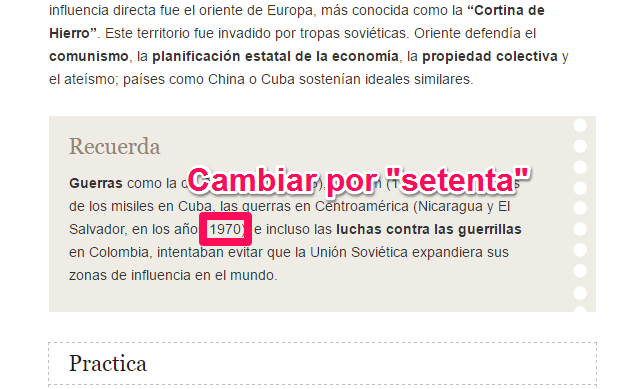 influencia directa fue el oriente de Europa, más conocida como la “Cortina de
Hierro”. Este territorio fue invadido por tropas soviéticas. Oriente defendía el
comunismo, la planificación estatal de la economía, la propiedad colectiva y
el ateísmo; países como China o Cuba sostenían ideales similares.
Recuerda
Cambiar por "setenta"
Guerras como la
de los misiles en Cuba, las guerras en Centroamérica (Nicaragua y El
Salvador, en los años 1970) e incluso las luchas contra las guerrillas
en Colombia, intentaban evitar que la Unión Soviética expandiera sus
zonas de influencia en el mundo.
Practica